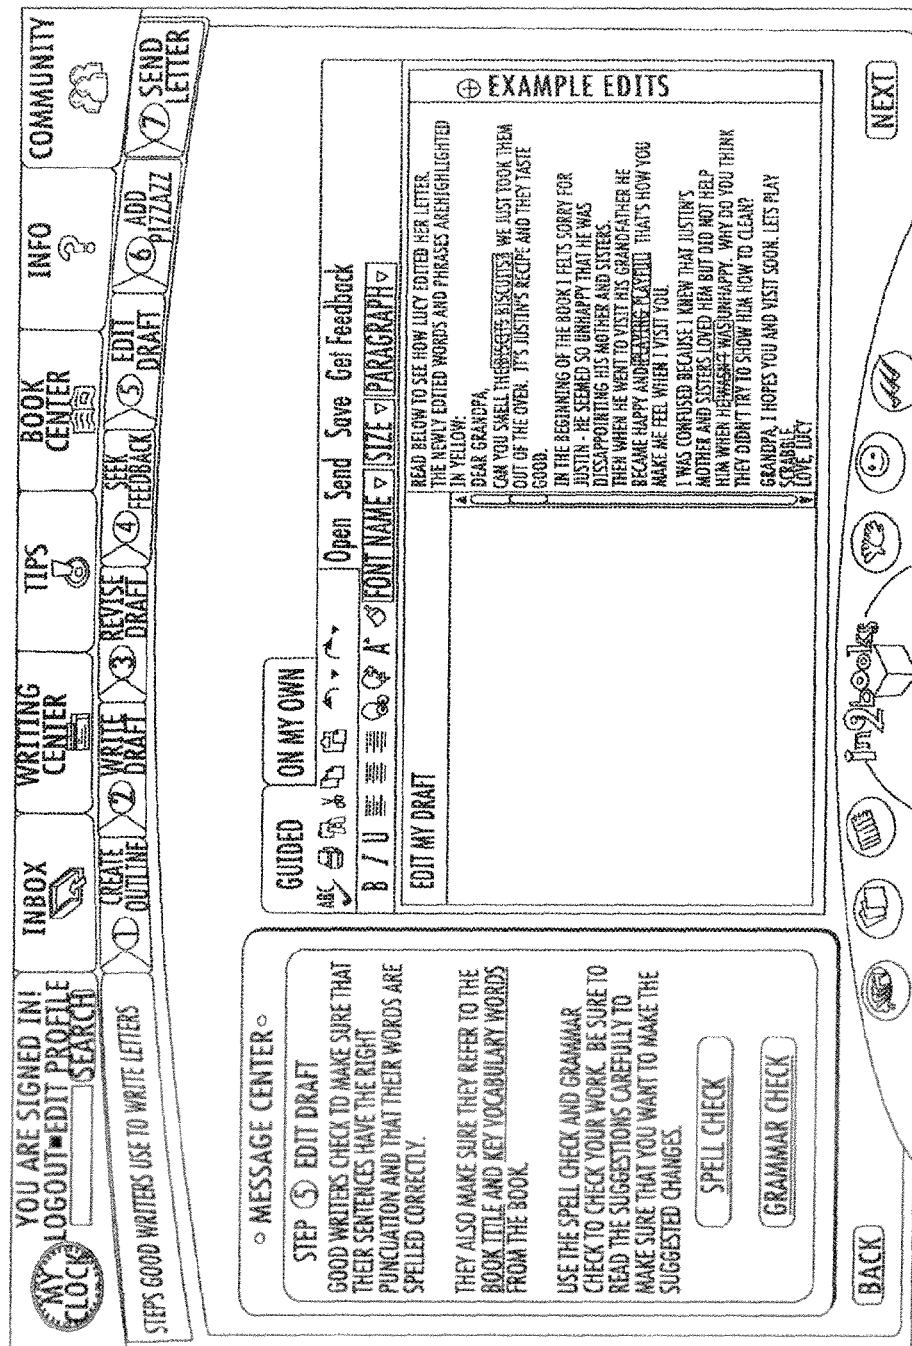 MY CLOCK
YOU ARE SIGNED IN!
LOGOUT▪EDIT PROFILE
SEARCH
INBOX
WRITING CENTER
TIPS
BOOK CENTER
INFO
?
COMMUNITY
STEPS GOOD WRITERS USE TO WRITE LETTERS
1 CREATE OUTLINE
2 WRITE DRAFT
3 REVISE DRAFT
4 SEEK FEEDBACK
5 EDIT DRAFT
6 ADD PIZZAZZ
7 SEND LETTER
MESSAGE CENTER
STEP 5 EDIT DRAFT
GOOD WRITERS CHECK TO MAKE SURE THAT
THEIR SENTENCES HAVE THE RIGHT
PUNCUATION AND THAT THEIR WORDS ARE
SPELLED CORRECTLY.
THEY ALSO MAKE SURE THEY REFER TO THE
BOOK TITLE AND KEY VOCABULARY WORDS
FROM THE BOOK.
USE THE SPELL CHECK AND GRAMMAR
CHECK TO CHECK YOUR WORK. BE SURE TO
READ THE SUGGESTIONS CAREFULLY TO
MAKE SURE THAT YOU WANT TO MAKE THE
SUGGESTED CHANGES.
SPELL CHECK
GRAMMAR CHECK
GUIDED
ON MY OWN
ABC
Open Send Save Get Feedback
B I U
A
FONT NAME
SIZE
PARAGRAPH
EDIT MY DRAFT
READ BELOW TO SEE HOW LUCY EDITED HER LETTER.
THE NEWLY EDITED WORDS AND PHRASES AREHIGHLIGHTED
IN YELLOW:
DEAR GRANDPA,
CAN YOU SMELL THE BISCUITS? WE JUST TOOK THEM
OUT OF THE OVEN. IT'S JUSTIN'S RECIPE AND THEY TASTE
GOOD.
IN THE BEGINNING OF THE BOOK I FELTS SORRY FOR
JUSTIN - HE SEEMED SO UNHAPPY THAT HE WAS
DISSAPPOINTING HIS MOTHER AND SISTERS.
THEN WHEN HE WENT TO VISIT HIS GRANDFATHER HE
BECAME HAPPY AND PLAYING PLAYFUL! THAT'S HOW YOU
MAKE ME FEEL WHEN I VISIT YOU.
I WAS CONFUSED BECAUSE I KNEW THAT JUSTIN'S
MOTHER AND SISTERS LOVED HIM BUT DID NOT HELP
HIM WHEN HE WASN'T WAS UNHAPPY. WHY DO YOU THINK
THEY DIDN'T TRY TO SHOW HIM HOW TO CLEAN?
GRANDPA, I HOPES YOU AND VISIT SOON. LETS PLAY
SCRABBLE.
LOVE, LUCY
EXAMPLE EDITS
BACK
in2books
NEXT